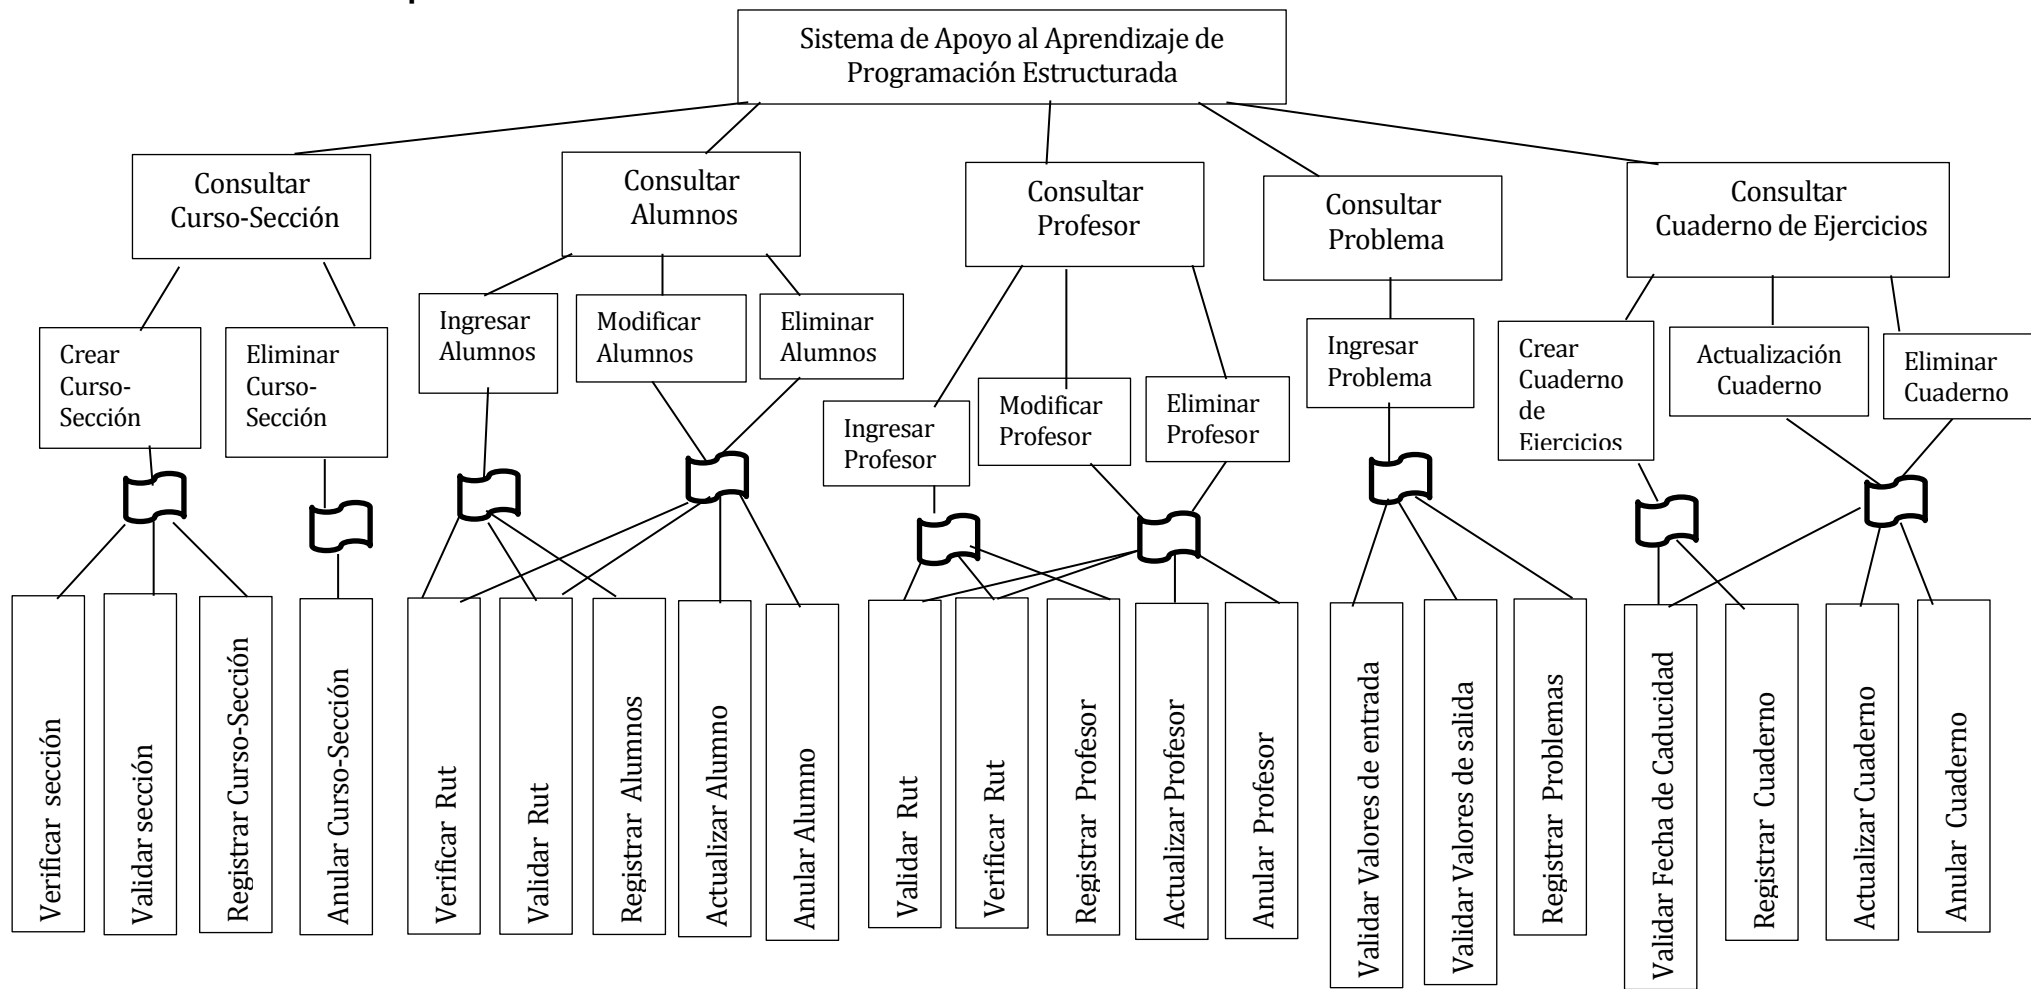 Sistema de Apoyo al Aprendizaje de
Programación Estructurada
Consultar
Curso-Sección
Consultar
Alumnos
Consultar
Profesor
Consultar
Problema
Consultar
Cuaderno de Ejercicios
Crear
Curso-
Sección
Eliminar
Curso-
Sección
Ingresar
Alumnos
Modificar
Alumnos
Eliminar
Alumnos
Ingresar
Profesor
Modificar
Profesor
Eliminar
Profesor
Ingresar
Problema
Crear
Cuaderno
de
Ejercicios
Actualización
Cuaderno
Eliminar
Cuaderno
Verificar sección
Validar sección
Registrar Curso-Sección
Anular Curso-Sección
Verificar Rut
Validar Rut
Registrar Alumnos
Actualizar Alumno
Anular Alumno
Validar Rut
Verificar Rut
Registrar Profesor
Actualizar Profesor
Anular Profesor
Validar Valores de entrada
Validar Valores de salida
Registrar Problemas
Validar Fecha de Caducidad
Registrar Cuaderno
Actualizar Cuaderno
Anular Cuaderno